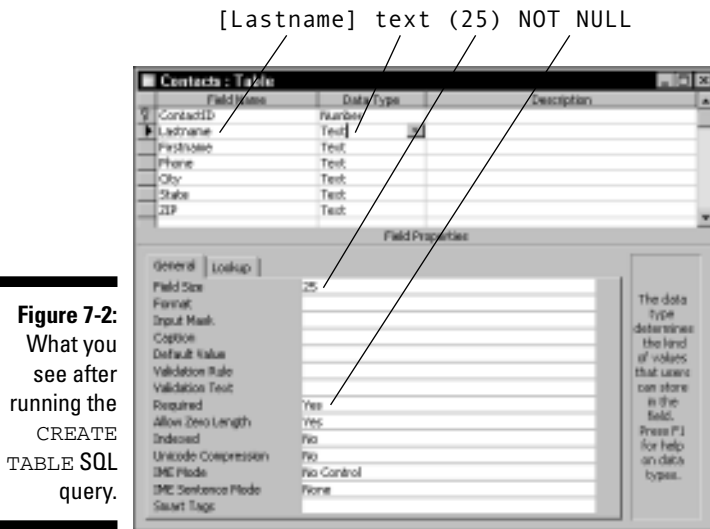 [Lastname] text (25) NOT NULL
Contacts : Table
Field Name Data Type Description
ContactID Number
Lastname Text
Firstname Text
Phone Text
City Text
State Text
ZIP Text
Field Properties
General Lookup
Field Size 25
Format
Input Mask
Caption
Default Value
Validation Rule
Validation Text
Required Yes
Allow Zero Length Yes
Indexed No
Unicode Compression No
IME Mode No Control
IME Sentence Mode None
Smart Tags
The data
type
determines
the kind
of values
that users
can store
in the
field.
Press F1
for help
on data
types.
Figure 7-2:
What you
see after
running the
CREATE
TABLE SQL
query.